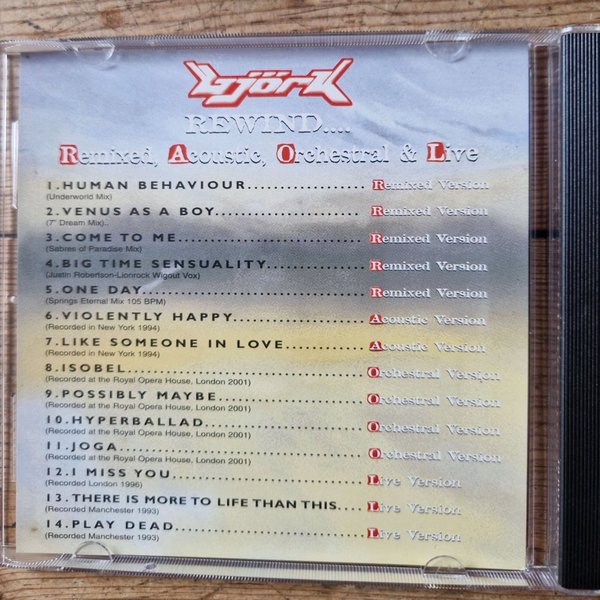 björk
REWIND....
Remixed, Acoustic, Orchestral & Live
1.HUMAN BEHAVIOUR.................... Remixed Version
(Underworld Mix)
2.VENUS AS A BOY......................... Remixed Version
(7" Dream Mix)..
3.COME TO ME............................... Remixed Version
(Sabres of Paradise Mix)
4.BIG TIME SENSUALITY................. Remixed Version
(Justin Robertson-Lionrock Wigout Vox)
5.ONE DAY...................................... Remixed Version
(Springs Eternal Mix 105 BPM)
6.VIOLENTLY HAPPY....................... Acoustic Version
(Recorded in New York 1994)
7.LIKE SOMEONE IN LOVE.............. Acoustic Version
(Recorded in New York 1994)
8.ISOBEL.......................................... Orchestral Version
(Recorded at the Royal Opera House, London 2001)
9.POSSIBLY MAYBE......................... Orchestral Version
(Recorded at the Royal Opera House, London 2001)
10.HYPERBALLAD............................ Orchestral Version
(Recorded at the Royal Opera House, London 2001)
11.JOGA........................................... Orchestral Version
(Recorded at the Royal Opera House, London 2001)
12.I MISS YOU.................................. Live Version
(Recorded London 1996)
13.THERE IS MORE TO LIFE THAN THIS.... Live Version
(Recorded Manchester 1993)
14.PLAY DEAD.................................. Live Version
(Recorded Manchester 1993)